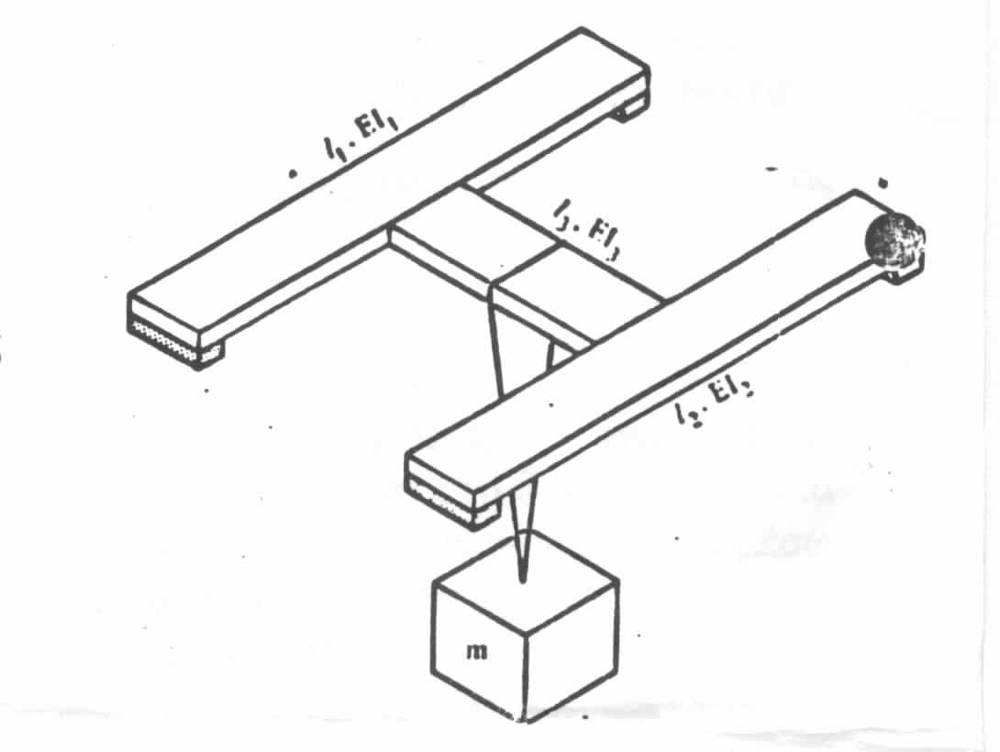 l₁. EI₁
l₃. EI₃
l₂. EI₂
m